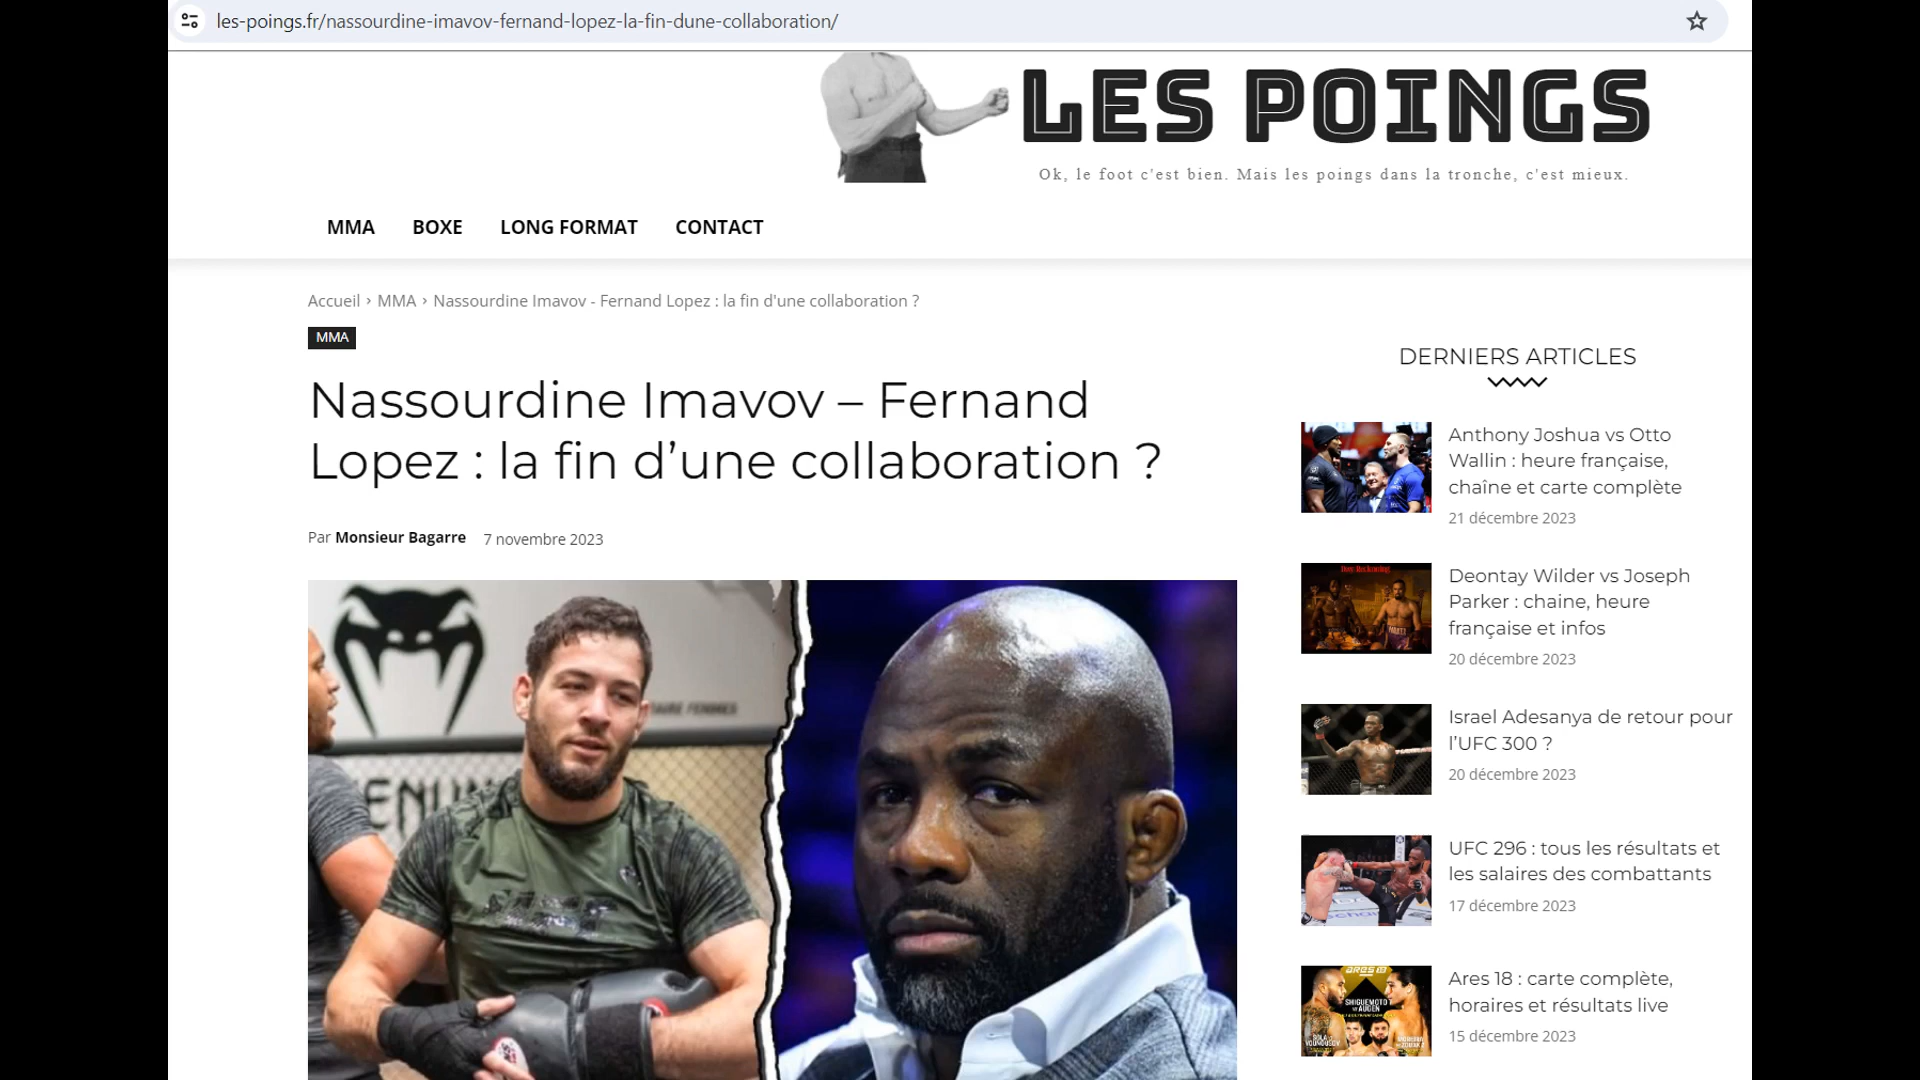 les-poings.fr/nassourdine-imavov-fernand-lopez-la-fin-dune-collaboration/
LES POINGS
Ok, le foot c'est bien. Mais les poings dans la tronche, c'est mieux.
MMA BOXE LONG FORMAT CONTACT
Accueil › MMA › Nassourdine Imavov - Fernand Lopez : la fin d'une collaboration ?
MMA
Nassourdine Imavov – Fernand
Lopez : la fin d’une collaboration ?
Par Monsieur Bagarre 7 novembre 2023
DERNIERS ARTICLES
Anthony Joshua vs Otto
Wallin : heure française,
chaîne et carte complète
21 décembre 2023
Deontay Wilder vs Joseph
Parker : chaine, heure
française et infos
20 décembre 2023
Israel Adesanya de retour pour
l’UFC 300 ?
20 décembre 2023
UFC 296 : tous les résultats et
les salaires des combattants
17 décembre 2023
ARES 18
SHIGUEMOTO
VS AUDEN
Ares 18 : carte complète,
horaires et résultats live
15 décembre 2023